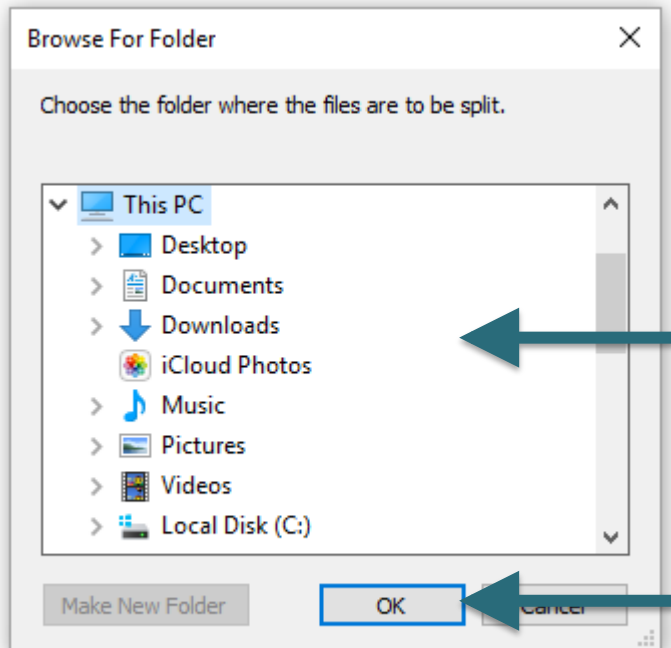 Browse For Folder
Choose the folder where the files are to be split.
This PC
Desktop
Documents
Downloads
iCloud Photos
Music
Pictures
Videos
Local Disk (C:)
Make New Folder OK Cancel